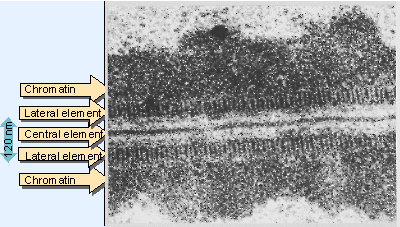 Chromatin
Lateral element
Central element
Lateral element
Chromatin
120 nm